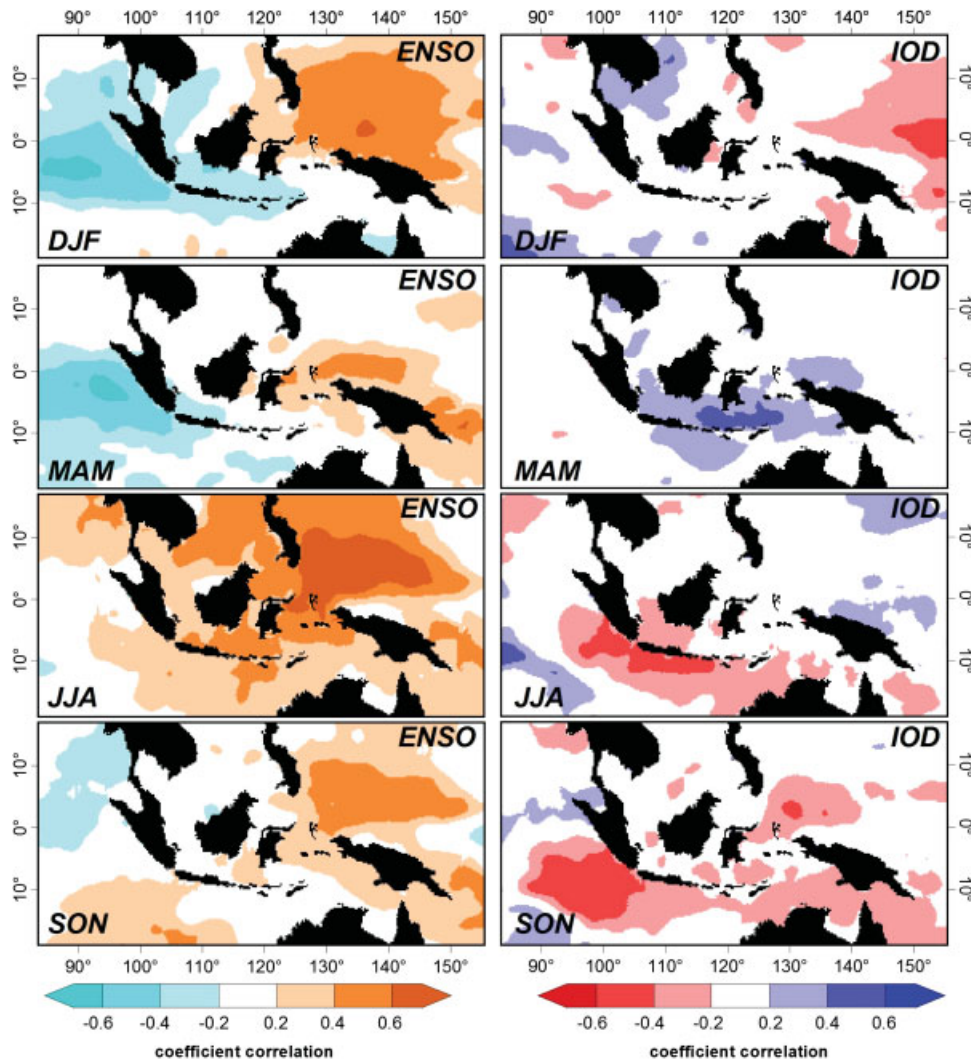 90° 100° 110° 120° 130° 140° 150° 90° 100° 110° 120° 130° 140° 150°
ENSO IOD
10° 10°
0° 0°
10° 10°
DJF DJF
ENSO IOD
10° 10°
0° 0°
10° 10°
MAM MAM
ENSO IOD
10° 10°
0° 0°
10° 10°
JJA JJA
ENSO IOD
10° 10°
0° 0°
10° 10°
SON SON
90° 100° 110° 120° 130° 140° 150° 90° 100° 110° 120° 130° 140° 150°
-0.6 -0.4 -0.2 0.2 0.4 0.6 -0.6 -0.4 -0.2 0.2 0.4 0.6
coefficient correlation coefficient correlation